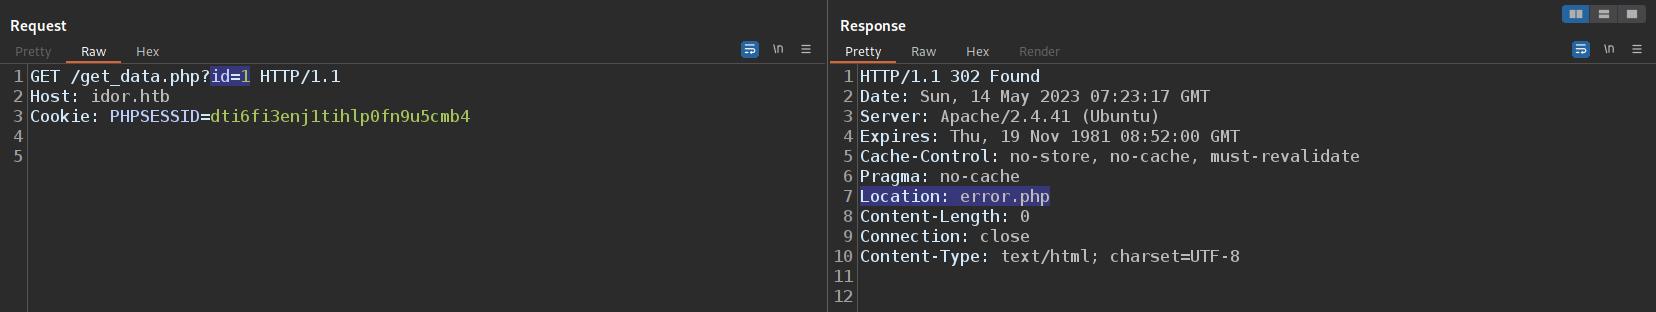 Request
Pretty Raw Hex \n
1 GET /get_data.php?id=1 HTTP/1.1
2 Host: idor.htb
3 Cookie: PHPSESSID=dti6fi3enj1tihlp0fn9u5cmb4
4
5
Response
Pretty Raw Hex Render \n
1 HTTP/1.1 302 Found
2 Date: Sun, 14 May 2023 07:23:17 GMT
3 Server: Apache/2.4.41 (Ubuntu)
4 Expires: Thu, 19 Nov 1981 08:52:00 GMT
5 Cache-Control: no-store, no-cache, must-revalidate
6 Pragma: no-cache
7 Location: error.php
8 Content-Length: 0
9 Connection: close
10 Content-Type: text/html; charset=UTF-8
11
12